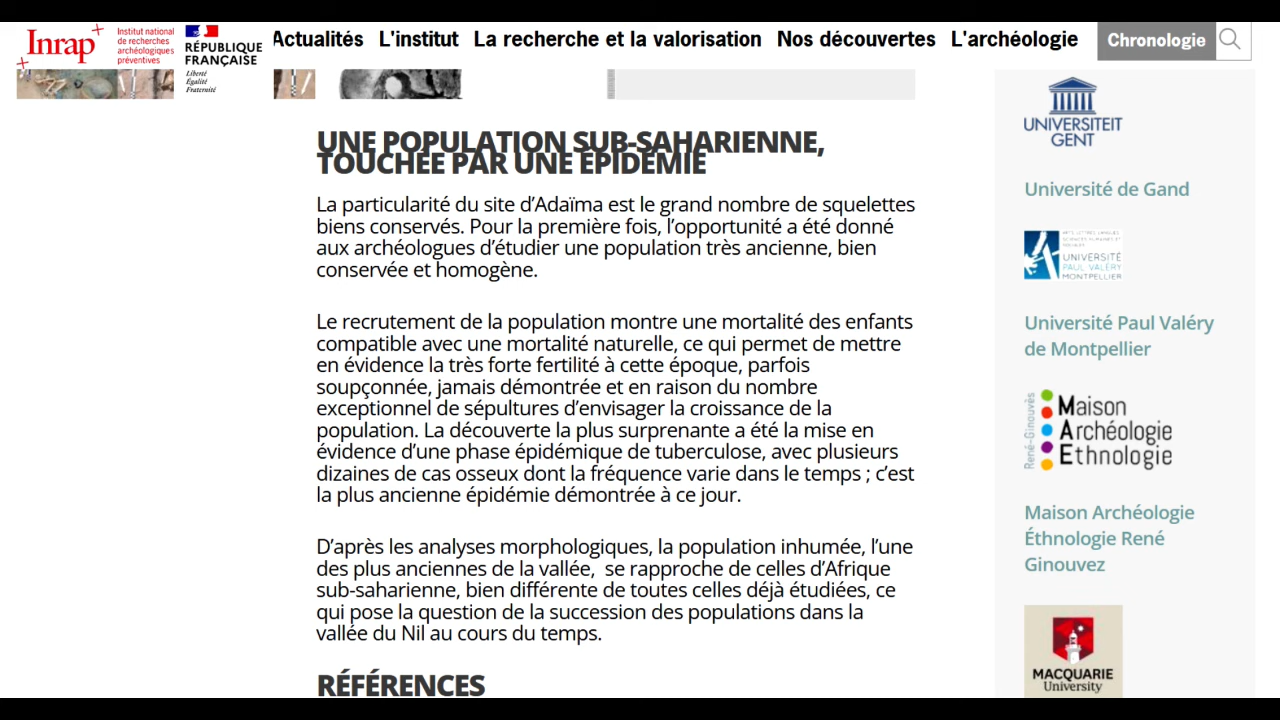 Inrap
Institut national
de recherches
archéologiques
préventives
RÉPUBLIQUE
FRANÇAISE
Liberté
Égalité
Fraternité
Actualités L'institut La recherche et la valorisation Nos découvertes L'archéologie Chronologie
UNE POPULATION SUB-SAHARIENNE,
TOUCHÉE PAR UNE ÉPIDÉMIE
La particularité du site d’Adaïma est le grand nombre de squelettes
biens conservés. Pour la première fois, l’opportunité a été donné
aux archéologues d’étudier une population très ancienne, bien
conservée et homogène.
Le recrutement de la population montre une mortalité des enfants
compatible avec une mortalité naturelle, ce qui permet de mettre
en évidence la très forte fertilité à cette époque, parfois
soupçonnée, jamais démontrée et en raison du nombre
exceptionnel de sépultures d’envisager la croissance de la
population. La découverte la plus surprenante a été la mise en
évidence d’une phase épidémique de tuberculose, avec plusieurs
dizaines de cas osseux dont la fréquence varie dans le temps ; c’est
la plus ancienne épidémie démontrée à ce jour.
D’après les analyses morphologiques, la population inhumée, l’une
des plus anciennes de la vallée, se rapproche de celles d’Afrique
sub-saharienne, bien différente de toutes celles déjà étudiées, ce
qui pose la question de la succession des populations dans la
vallée du Nil au cours du temps.
RÉFÉRENCES
UNIVERSITEIT
GENT
Université de Gand
ARTS LETTRES LANGUES
SCIENCES HUMAINES ET
SOCIALES
UNIVERSITÉ
PAUL VALÉRY
MONTPELLIER
Université Paul Valéry
de Montpellier
René-Ginouvès
Maison
Archéologie
Ethnologie
Maison Archéologie
Éthnologie René
Ginouvez
MACQUARIE
University